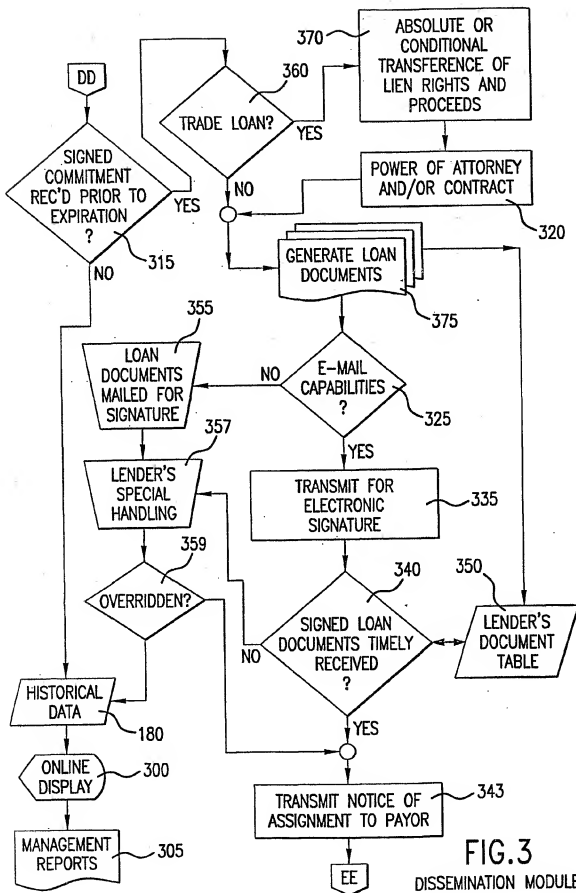 DD
SIGNED
COMMITMENT
REC'D PRIOR TO
EXPIRATION
?
315
YES
NO
TRADE LOAN?
360
YES
NO
370
ABSOLUTE OR
CONDITIONAL
TRANSFERENCE OF
LIEN RIGHTS AND
PROCEEDS
POWER OF ATTORNEY
AND/OR CONTRACT
320
GENERATE LOAN
DOCUMENTS
375
E-MAIL
CAPABILITIES
?
325
NO
YES
355
LOAN
DOCUMENTS
MAILED FOR
SIGNATURE
357
LENDER'S
SPECIAL
HANDLING
359
OVERRIDDEN?
TRANSMIT FOR
ELECTRONIC
SIGNATURE
335
340
SIGNED LOAN
DOCUMENTS TIMELY
RECEIVED
?
NO
YES
350
LENDER'S
DOCUMENT
TABLE
HISTORICAL
DATA
180
ONLINE
DISPLAY
300
MANAGEMENT
REPORTS
305
TRANSMIT NOTICE OF
ASSIGNMENT TO PAYOR
343
EE
FIG.3
DISSEMINATION MODULE